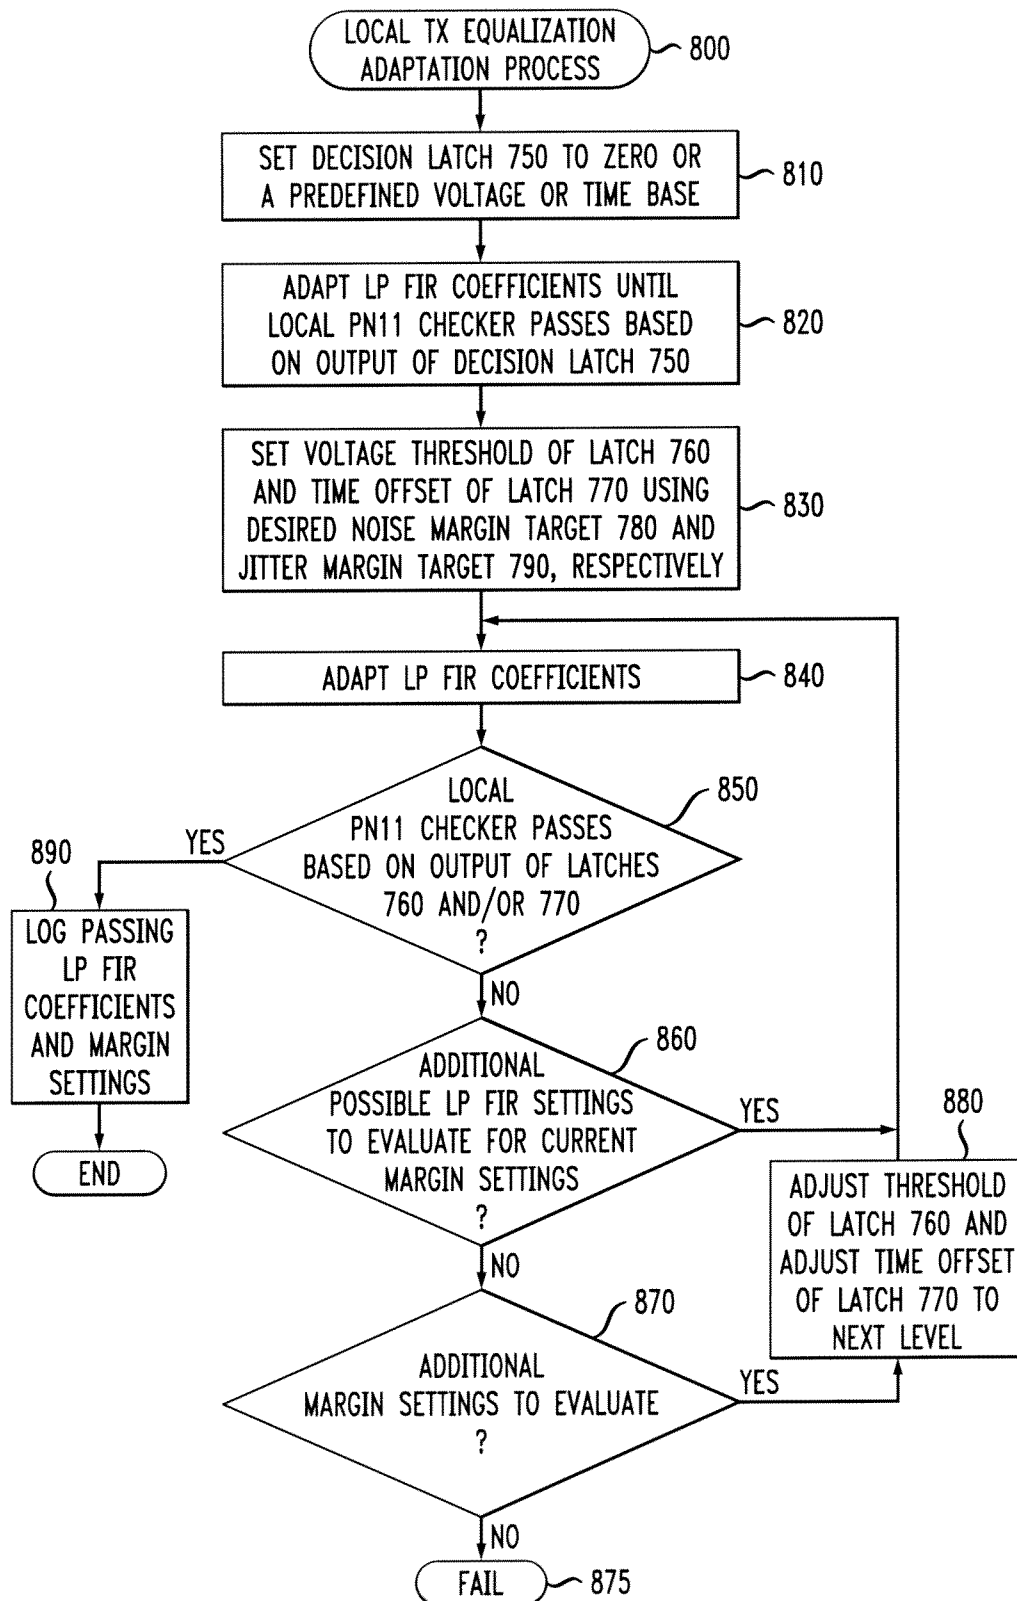 LOCAL TX EQUALIZATION
ADAPTATION PROCESS
800
SET DECISION LATCH 750 TO ZERO OR
A PREDEFINED VOLTAGE OR TIME BASE
810
ADAPT LP FIR COEFFICIENTS UNTIL
LOCAL PN11 CHECKER PASSES BASED
ON OUTPUT OF DECISION LATCH 750
820
SET VOLTAGE THRESHOLD OF LATCH 760
AND TIME OFFSET OF LATCH 770 USING
DESIRED NOISE MARGIN TARGET 780 AND
JITTER MARGIN TARGET 790, RESPECTIVELY
830
ADAPT LP FIR COEFFICIENTS
840
LOCAL
PN11 CHECKER PASSES
BASED ON OUTPUT OF LATCHES
760 AND/OR 770
?
850
YES
890
LOG PASSING
LP FIR
COEFFICIENTS
AND MARGIN
SETTINGS
END
NO
ADDITIONAL
POSSIBLE LP FIR SETTINGS
TO EVALUATE FOR CURRENT
MARGIN SETTINGS
?
860
YES
880
ADJUST THRESHOLD
OF LATCH 760 AND
ADJUST TIME OFFSET
OF LATCH 770 TO
NEXT LEVEL
NO
ADDITIONAL
MARGIN SETTINGS TO EVALUATE
?
870
YES
NO
FAIL
875